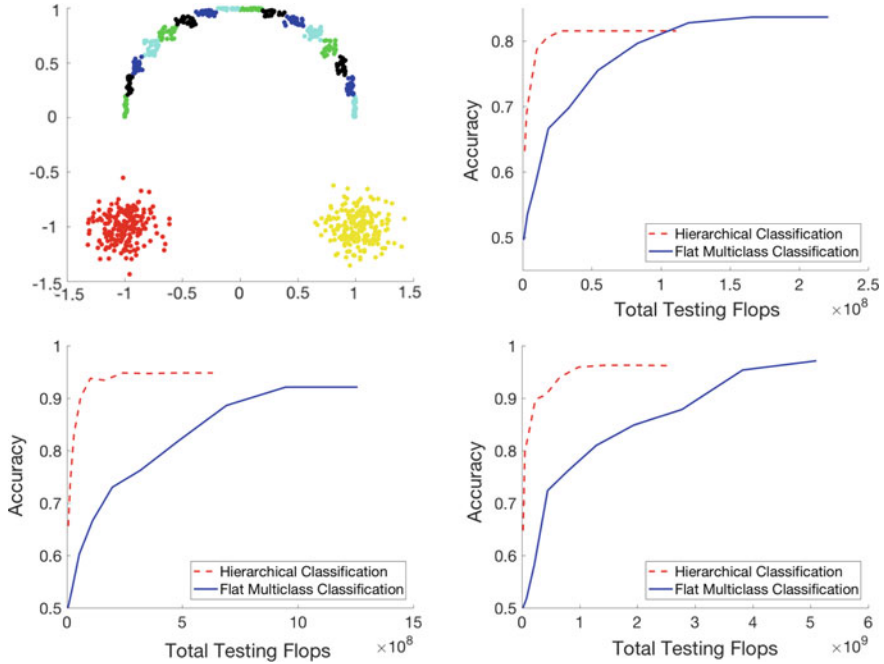 1
0.5
0
-0.5
-1
-1.5
-1.5 -1 -0.5 0 0.5 1 1.5
0.8
0.7
0.6
0.5
Accuracy
Hierarchical Classification
Flat Multiclass Classification
0 0.5 1 1.5 2 2.5
Total Testing Flops
×10^8
1
0.9
0.8
0.7
0.6
0.5
Accuracy
Hierarchical Classification
Flat Multiclass Classification
0 5 10 15
Total Testing Flops
×10^8
1
0.9
0.8
0.7
0.6
0.5
Accuracy
Hierarchical Classification
Flat Multiclass Classification
0 1 2 3 4 5 6
Total Testing Flops
×10^9